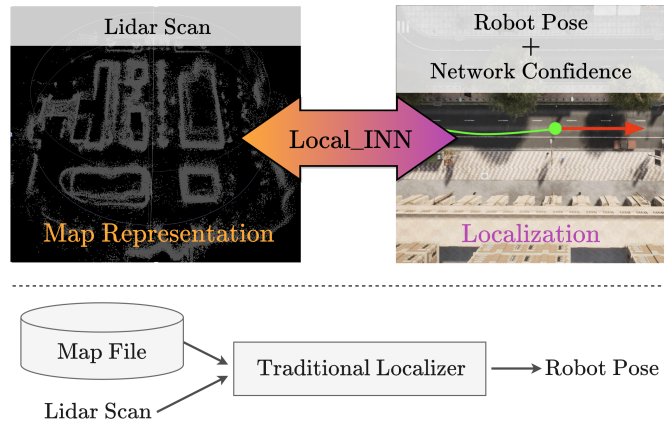 Lidar Scan
Robot Pose
+
Network Confidence
Local_INN
Map Representation
Localization
Map File
Traditional Localizer
Robot Pose
Lidar Scan